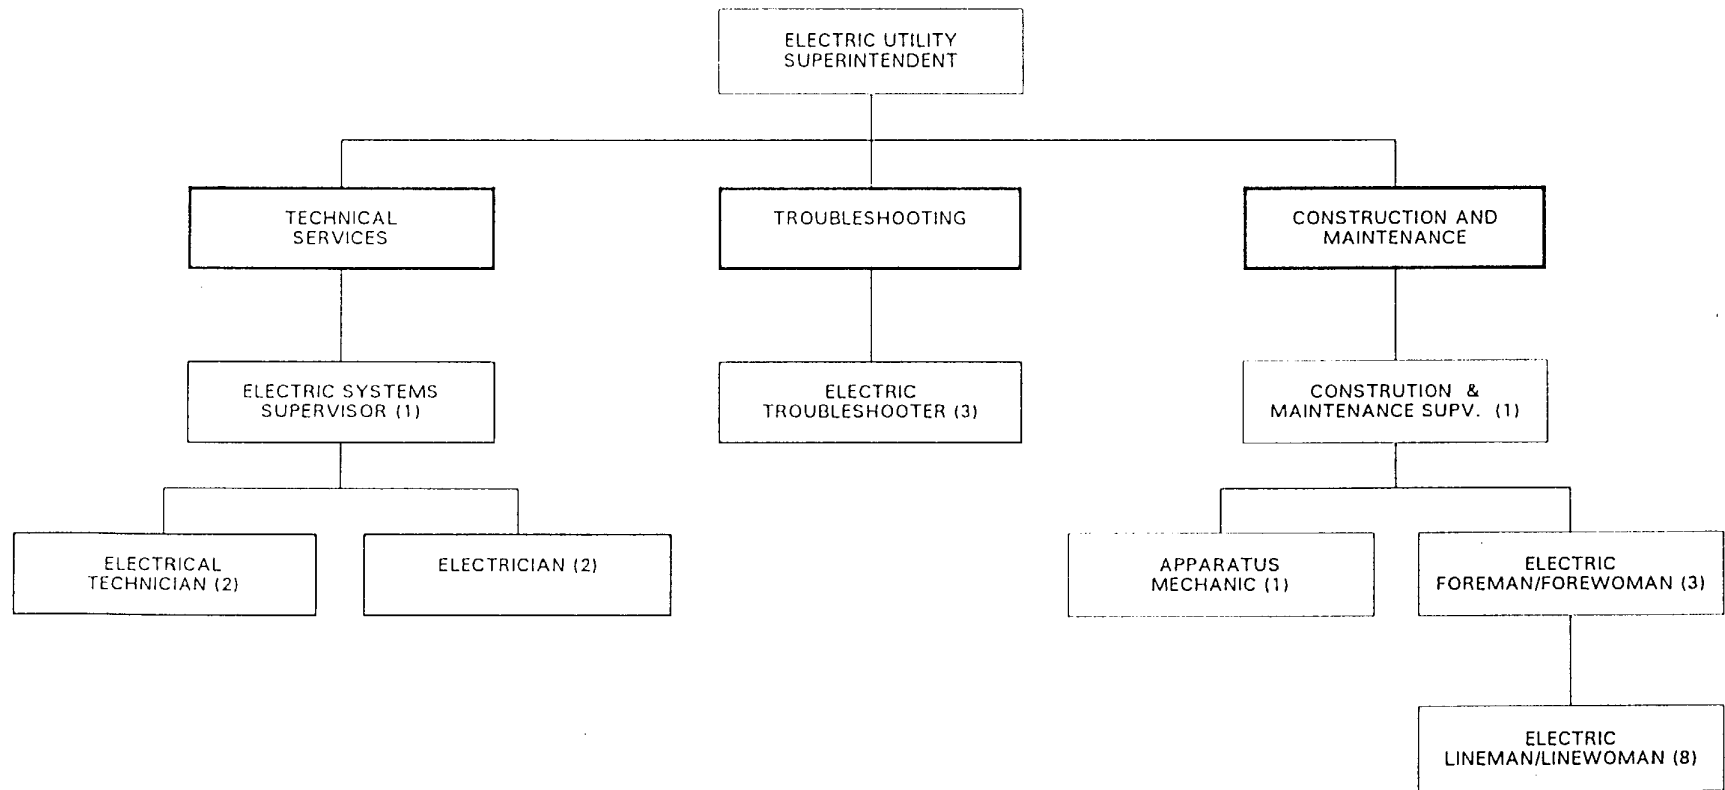 ELECTRIC UTILITY
SUPERINTENDENT
TECHNICAL
SERVICES
TROUBLESHOOTING
CONSTRUCTION AND
MAINTENANCE
ELECTRIC SYSTEMS
SUPERVISOR (1)
ELECTRIC
TROUBLESHOOTER (3)
CONSTRUTION &
MAINTENANCE SUPV. (1)
ELECTRICAL
TECHNICIAN (2)
ELECTRICIAN (2)
APPARATUS
MECHANIC (1)
ELECTRIC
FOREMAN/FOREWOMAN (3)
ELECTRIC
LINEMAN/LINEWOMAN (8)